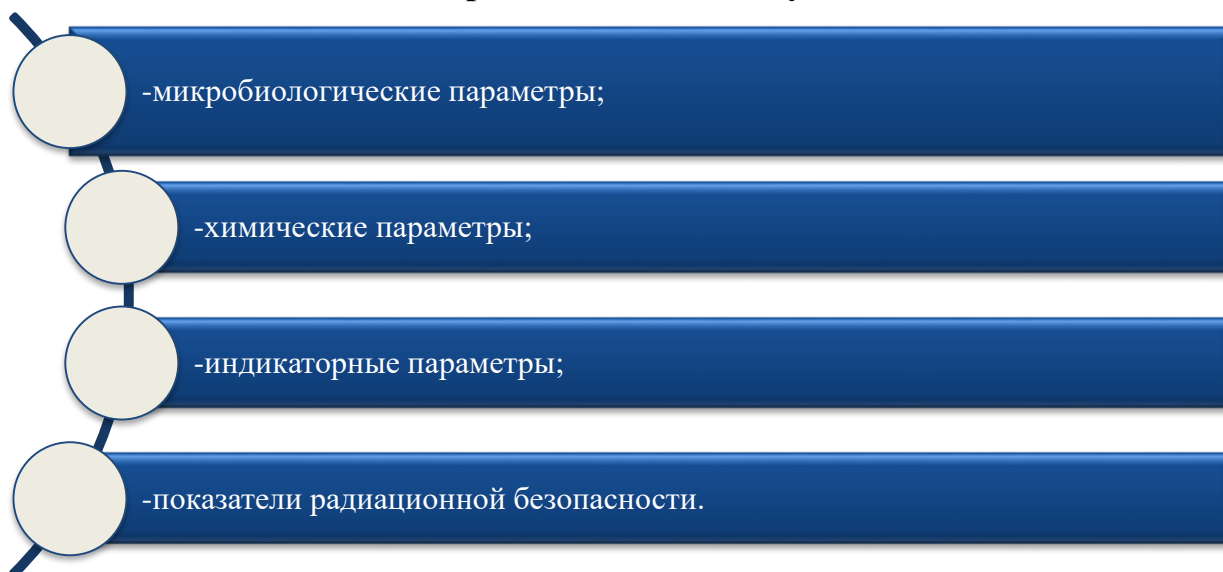 -микробиологические параметры;
-химические параметры;
-индикаторные параметры;
-показатели радиационной безопасности.